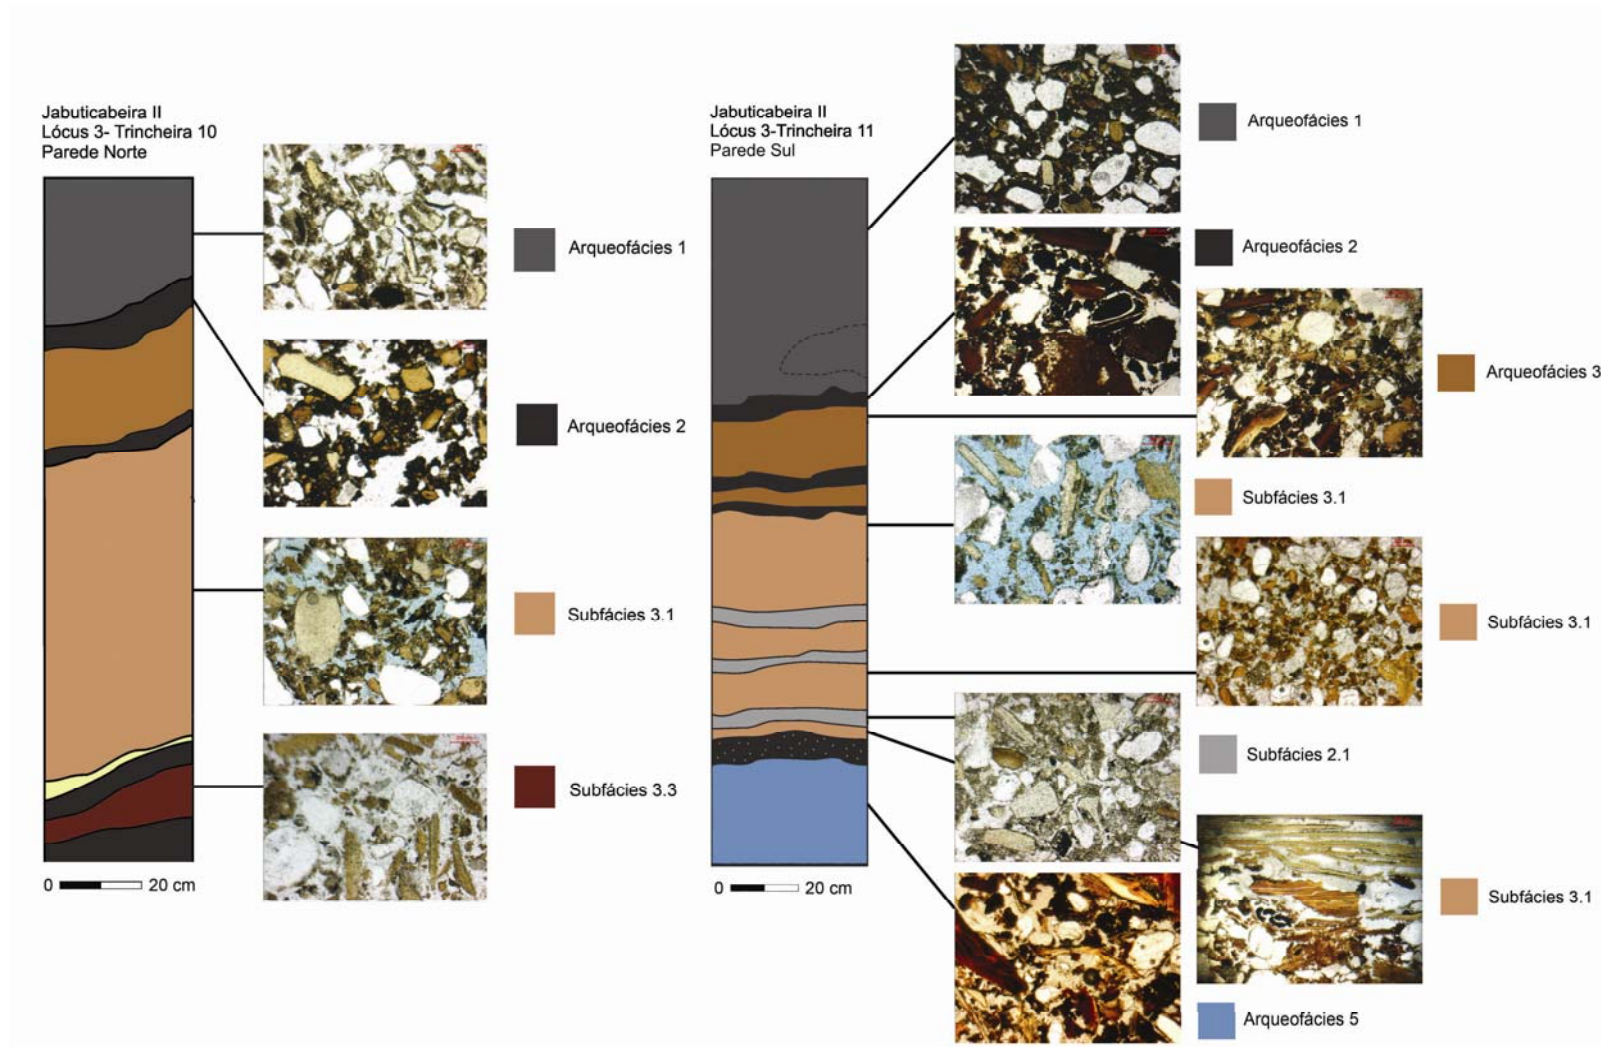 Jabuticabeira II
Lócus 3- Trincheira 10
Parede Norte
Arqueofácies 1
Arqueofácies 2
Subfácies 3.1
Subfácies 3.3
0 20 cm
Jabuticabeira II
Lócus 3-Trincheira 11
Parede Sul
Arqueofácies 1
Arqueofácies 2
Arqueofácies 3
Subfácies 3.1
Subfácies 3.1
Subfácies 2.1
Subfácies 3.1
Arqueofácies 5
0 20 cm